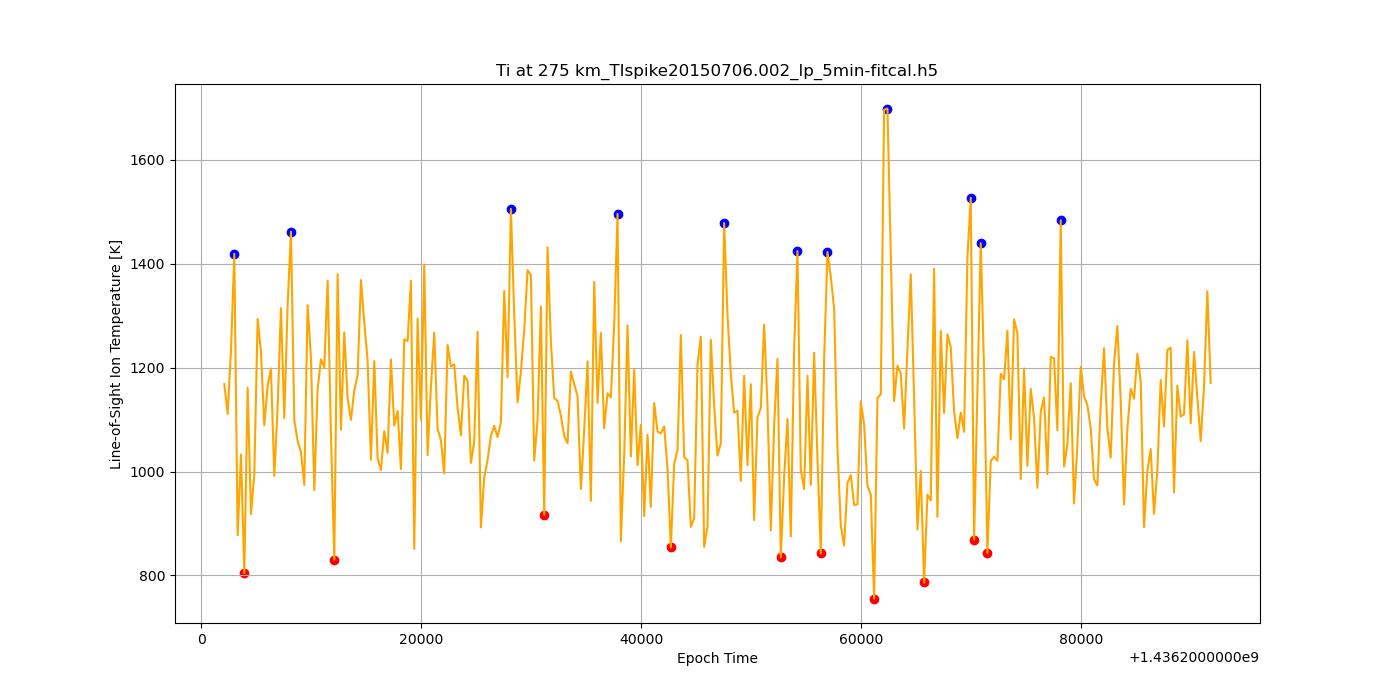 Ti at 275 km_TIspike20150706.002_lp_5min-fitcal.h5
Line-of-Sight Ion Temperature [K]
1600
1400
1200
1000
800
0 20000 40000 60000 80000
Epoch Time
+1.4362000000e9